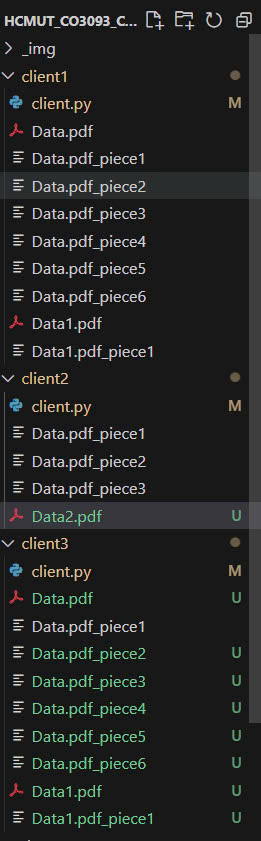 HCMUT_CO3093_C...
_img
client1
client.py M
Data.pdf
Data.pdf_piece1
Data.pdf_piece2
Data.pdf_piece3
Data.pdf_piece4
Data.pdf_piece5
Data.pdf_piece6
Data1.pdf
Data1.pdf_piece1
client2
client.py M
Data.pdf_piece1
Data.pdf_piece2
Data.pdf_piece3
Data2.pdf U
client3
client.py M
Data.pdf U
Data.pdf_piece1
Data.pdf_piece2 U
Data.pdf_piece3 U
Data.pdf_piece4 U
Data.pdf_piece5 U
Data.pdf_piece6 U
Data1.pdf U
Data1.pdf_piece1 U